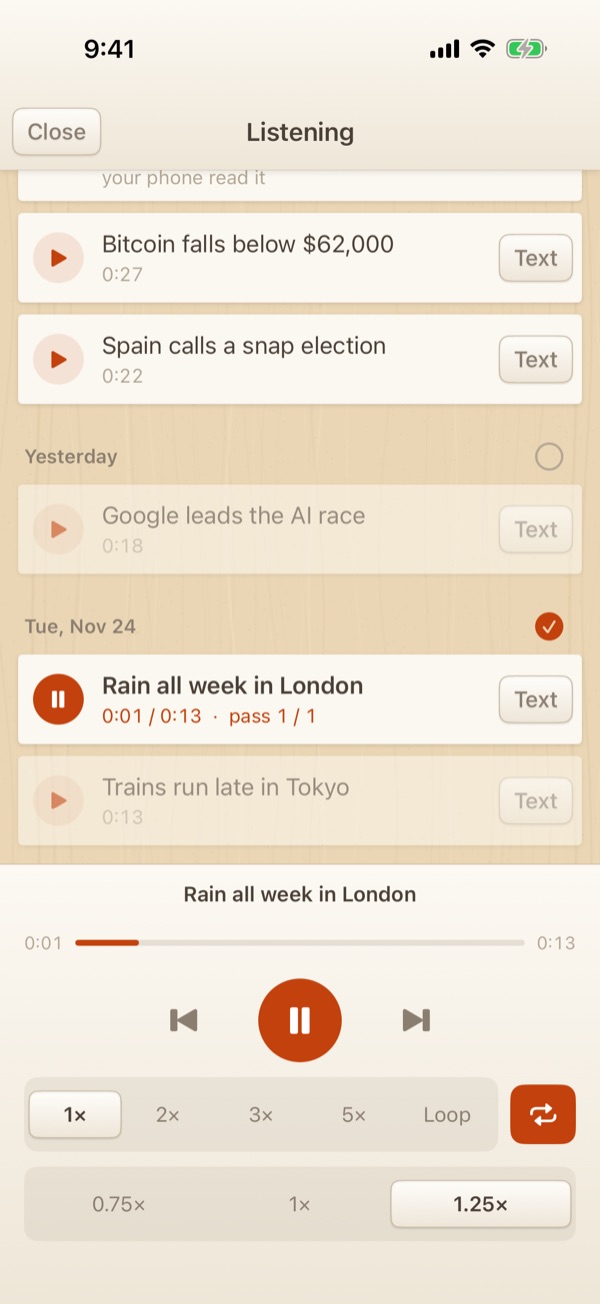 9:41
Close
Listening
your phone read it
Bitcoin falls below $62,000
0:27
Text
Spain calls a snap election
0:22
Text
Yesterday
Google leads the AI race
0:18
Text
Tue, Nov 24
Rain all week in London
0:01 / 0:13 · pass 1 / 1
Text
Trains run late in Tokyo
0:13
Text
Rain all week in London
0:01
0:13
1×
2×
3×
5×
Loop
0.75×
1×
1.25×